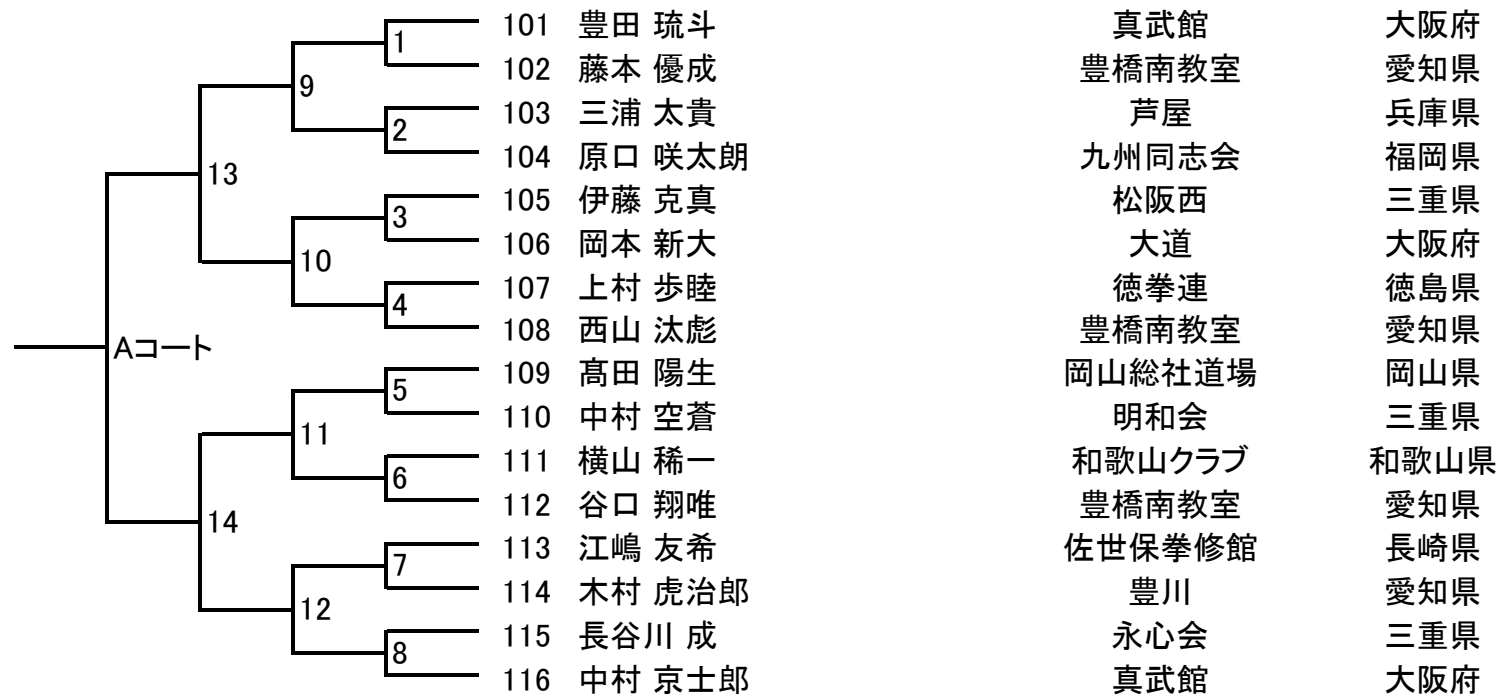 101 豊田 琉斗 真武館 大阪府
1
102 藤本 優成 豊橋南教室 愛知県
9
103 三浦 太貴 芦屋 兵庫県
2
104 原口 咲太朗 九州同志会 福岡県
13
105 伊藤 克真 松阪西 三重県
3
106 岡本 新大 大道 大阪府
10
107 上村 歩睦 徳拳連 徳島県
4
108 西山 汰彪 豊橋南教室 愛知県
Aコート
109 髙田 陽生 岡山総社道場 岡山県
5
110 中村 空蒼 明和会 三重県
11
111 横山 稀一 和歌山クラブ 和歌山県
6
112 谷口 翔唯 豊橋南教室 愛知県
14
113 江嶋 友希 佐世保拳修館 長崎県
7
114 木村 虎治郎 豊川 愛知県
12
115 長谷川 成 永心会 三重県
8
116 中村 京士郎 真武館 大阪府